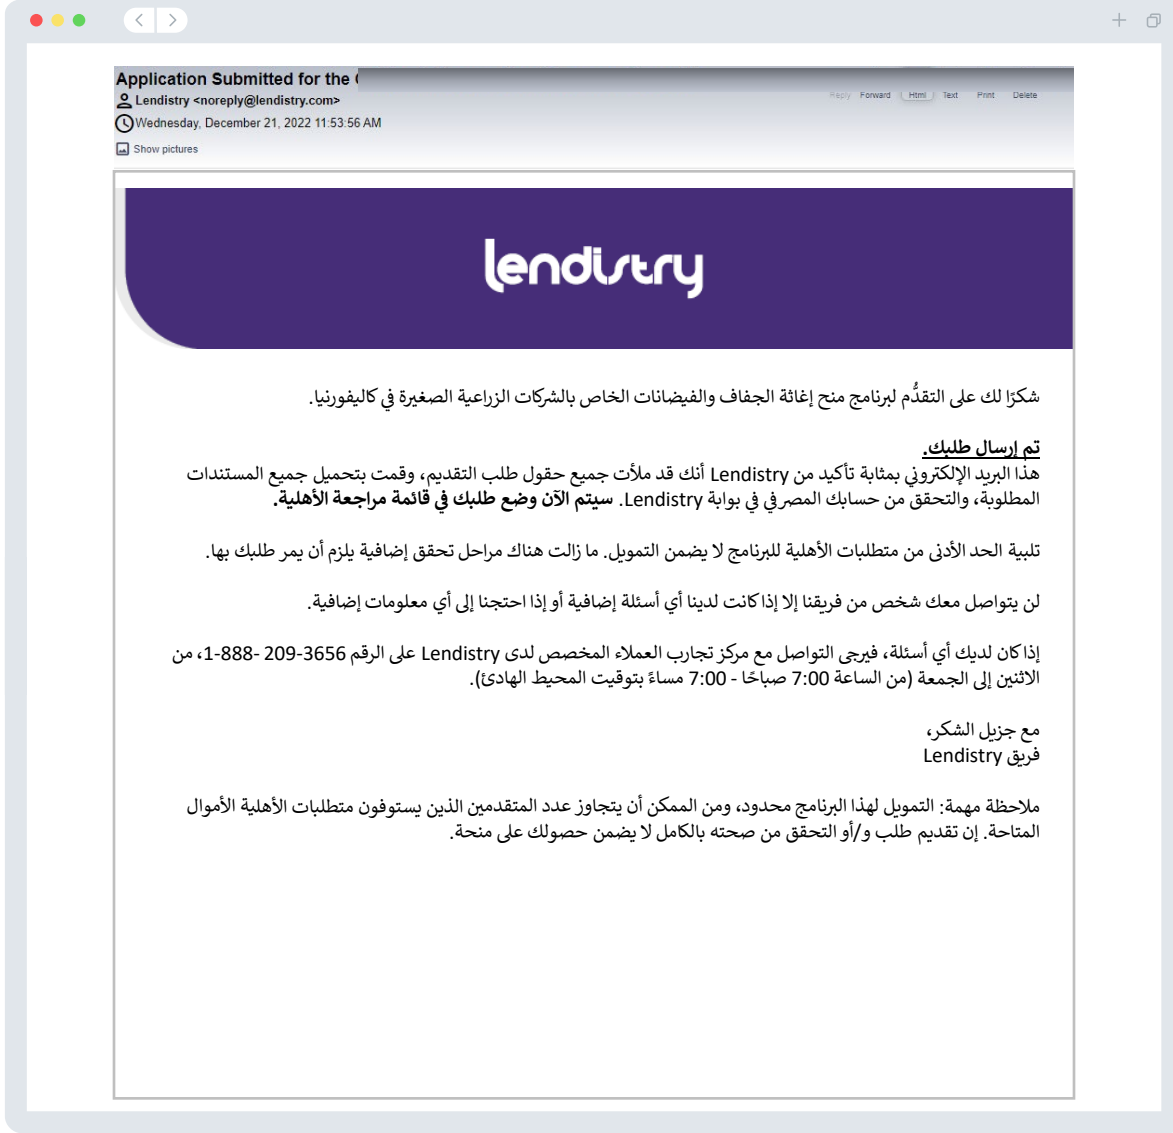 Application Submitted for the
Lendistry <noreply@lendistry.com>
Reply Forward Html Text Print Delete
Wednesday, December 21, 2022 11:53:56 AM
Show pictures
lendistry
شكرًا لك على التقدُّم لبرنامج منح إغاثة الجفاف والفيضانات الخاص بالشركات الزراعية الصغيرة في كاليفورنيا.
تم إرسال طلبك.
هذا البريد الإلكتروني بمثابة تأكيد من Lendistry أنك قد ملأت جميع حقول طلب التقديم، وقمت بتحميل جميع المستندات
المطلوبة، والتحقق من حسابك المصرفي في بوابة Lendistry. سيتم الآن وضع طلبك في قائمة مراجعة الأهلية.
تلبية الحد الأدنى من متطلبات الأهلية للبرنامج لا يضمن التمويل. ما زالت هناك مراحل تحقق إضافية يلزم أن يمر طلبك بها.
لن يتواصل معك شخص من فريقنا إلا إذا كانت لدينا أي أسئلة إضافية أو إذا احتجنا إلى أي معلومات إضافية.
إذا كان لديك أي أسئلة، فيرجى التواصل مع مركز تجارب العملاء المخصص لدى Lendistry على الرقم 1-888- 209-3656، من
الاثنين إلى الجمعة (من الساعة 7:00 صباحًا - 7:00 مساءً بتوقيت المحيط الهادئ).
مع جزيل الشكر،
فريق Lendistry
ملاحظة مهمة: التمويل لهذا البرنامج محدود، ومن الممكن أن يتجاوز عدد المتقدمين الذين يستوفون متطلبات الأهلية الأموال
المتاحة. إن تقديم طلب و/أو التحقق من صحته بالكامل لا يضمن حصولك على منحة.